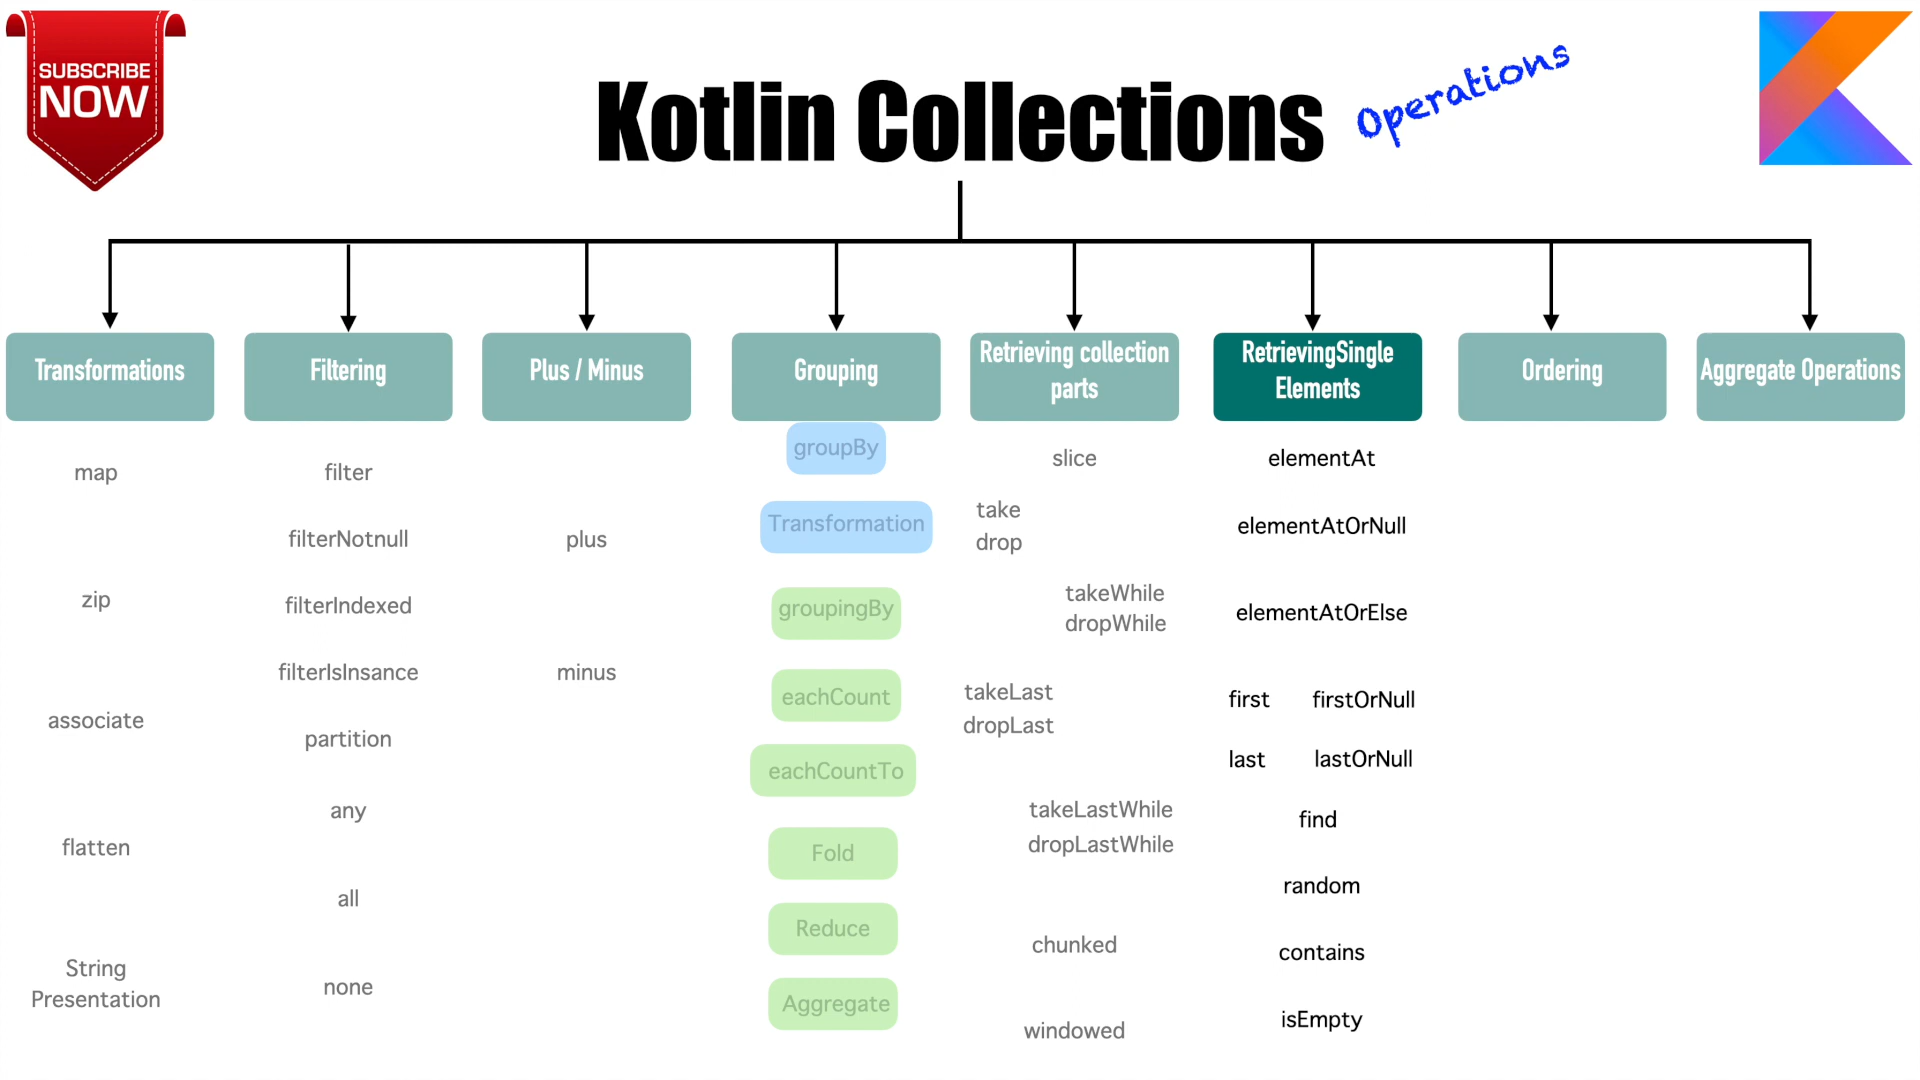 SUBSCRIBE
NOW
Kotlin Collections
Operations
Transformations
map
zip
associate
flatten
String
Presentation
Filtering
filter
filterNotnull
filterIndexed
filterIsInsance
partition
any
all
none
Plus / Minus
plus
minus
Grouping
groupBy
Transformation
groupingBy
eachCount
eachCountTo
Fold
Reduce
Aggregate
Retrieving collection
parts
slice
take
drop
takeWhile
dropWhile
takeLast
dropLast
takeLastWhile
dropLastWhile
chunked
windowed
RetrievingSingle
Elements
elementAt
elementAtOrNull
elementAtOrElse
first firstOrNull
last lastOrNull
find
random
contains
isEmpty
Ordering
Aggregate Operations